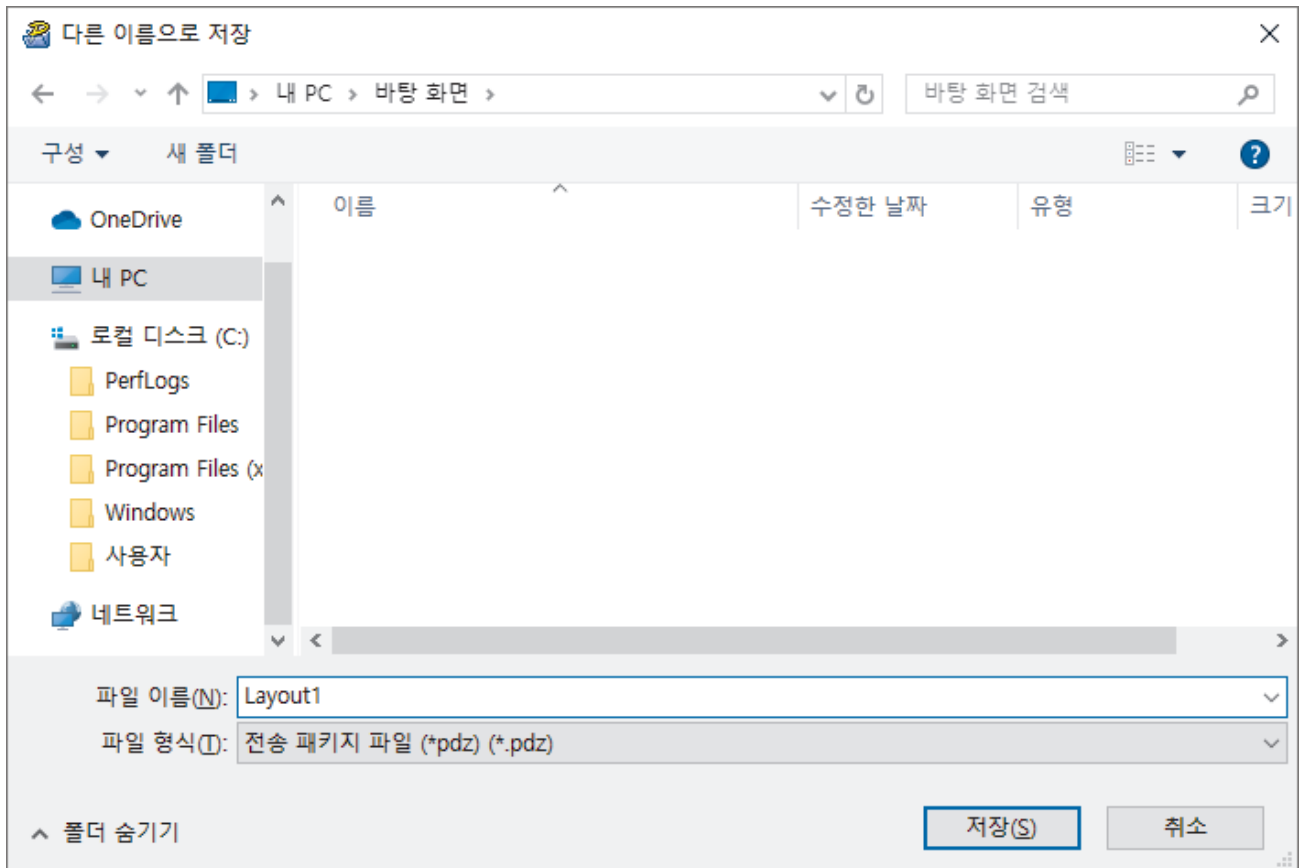 다른 이름으로 저장
내 PC › 바탕 화면 ›
바탕 화면 검색
구성
새 폴더
이름
수정한 날짜
유형
크기
OneDrive
내 PC
로컬 디스크 (C:)
PerfLogs
Program Files
Program Files (x
Windows
사용자
네트워크
파일 이름(N):
Layout1
파일 형식(T):
전송 패키지 파일 (*pdz) (*.pdz)
폴더 숨기기
저장(S)
취소